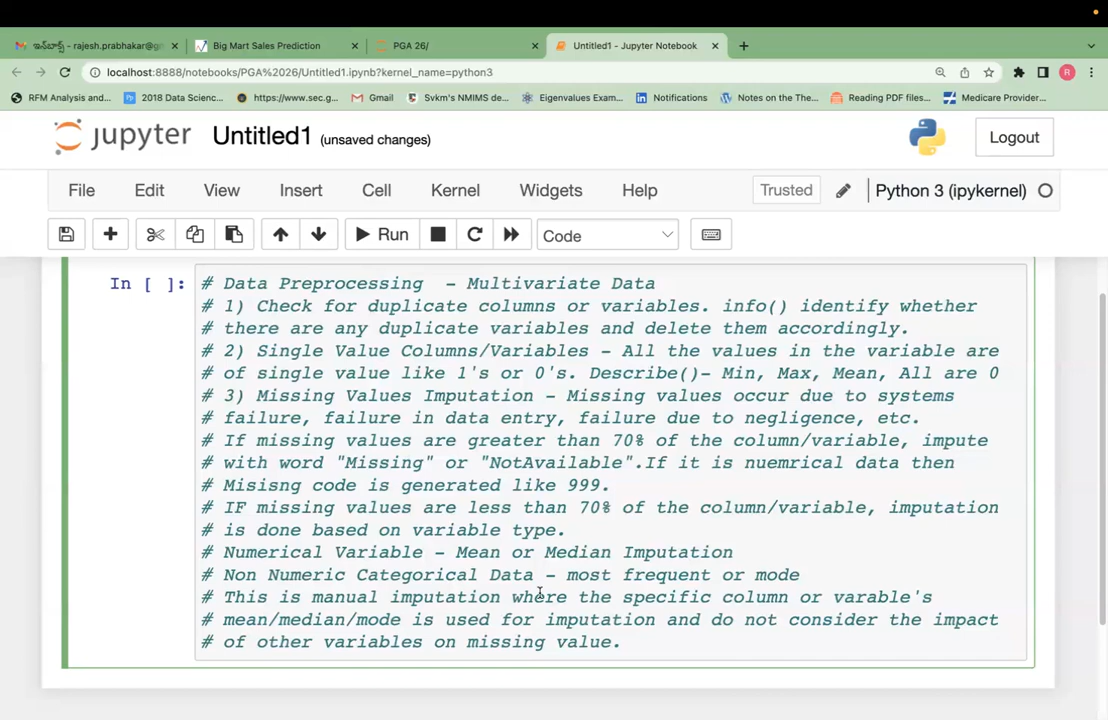 ఇన్‌బాక్స్ - rajesh.prabhakar@gm
Big Mart Sales Prediction
PGA 26/
Untitled1 - Jupyter Notebook
localhost:8888/notebooks/PGA%2026/Untitled1.ipynb?kernel_name=python3
R
RFM Analysis and...
2018 Data Scienc...
https://www.sec.g...
Gmail
Svkm's NMIMS de...
Eigenvalues Exam...
Notifications
Notes on the The...
Reading PDF files...
Medicare Provider...
jupyter Untitled1 (unsaved changes)
Logout
File Edit View Insert Cell Kernel Widgets Help
Trusted
Python 3 (ipykernel)
Run
Code
In [ ]: # Data Preprocessing - Multivariate Data
# 1) Check for duplicate columns or variables. info() identify whether
# there are any duplicate variables and delete them accordingly.
# 2) Single Value Columns/Variables - All the values in the variable are
# of single value like 1's or 0's. Describe()- Min, Max, Mean, All are 0
# 3) Missing Values Imputation - Missing values occur due to systems
# failure, failure in data entry, failure due to negligence, etc.
# If missing values are greater than 70% of the column/variable, impute
# with word "Missing" or "NotAvailable".If it is nuemrical data then
# Misisng code is generated like 999.
# IF missing values are less than 70% of the column/variable, imputation
# is done based on variable type.
# Numerical Variable - Mean or Median Imputation
# Non Numeric Categorical Data - most frequent or mode
# This is manual imputation where the specific column or varable's
# mean/median/mode is used for imputation and do not consider the impact
# of other variables on missing value.